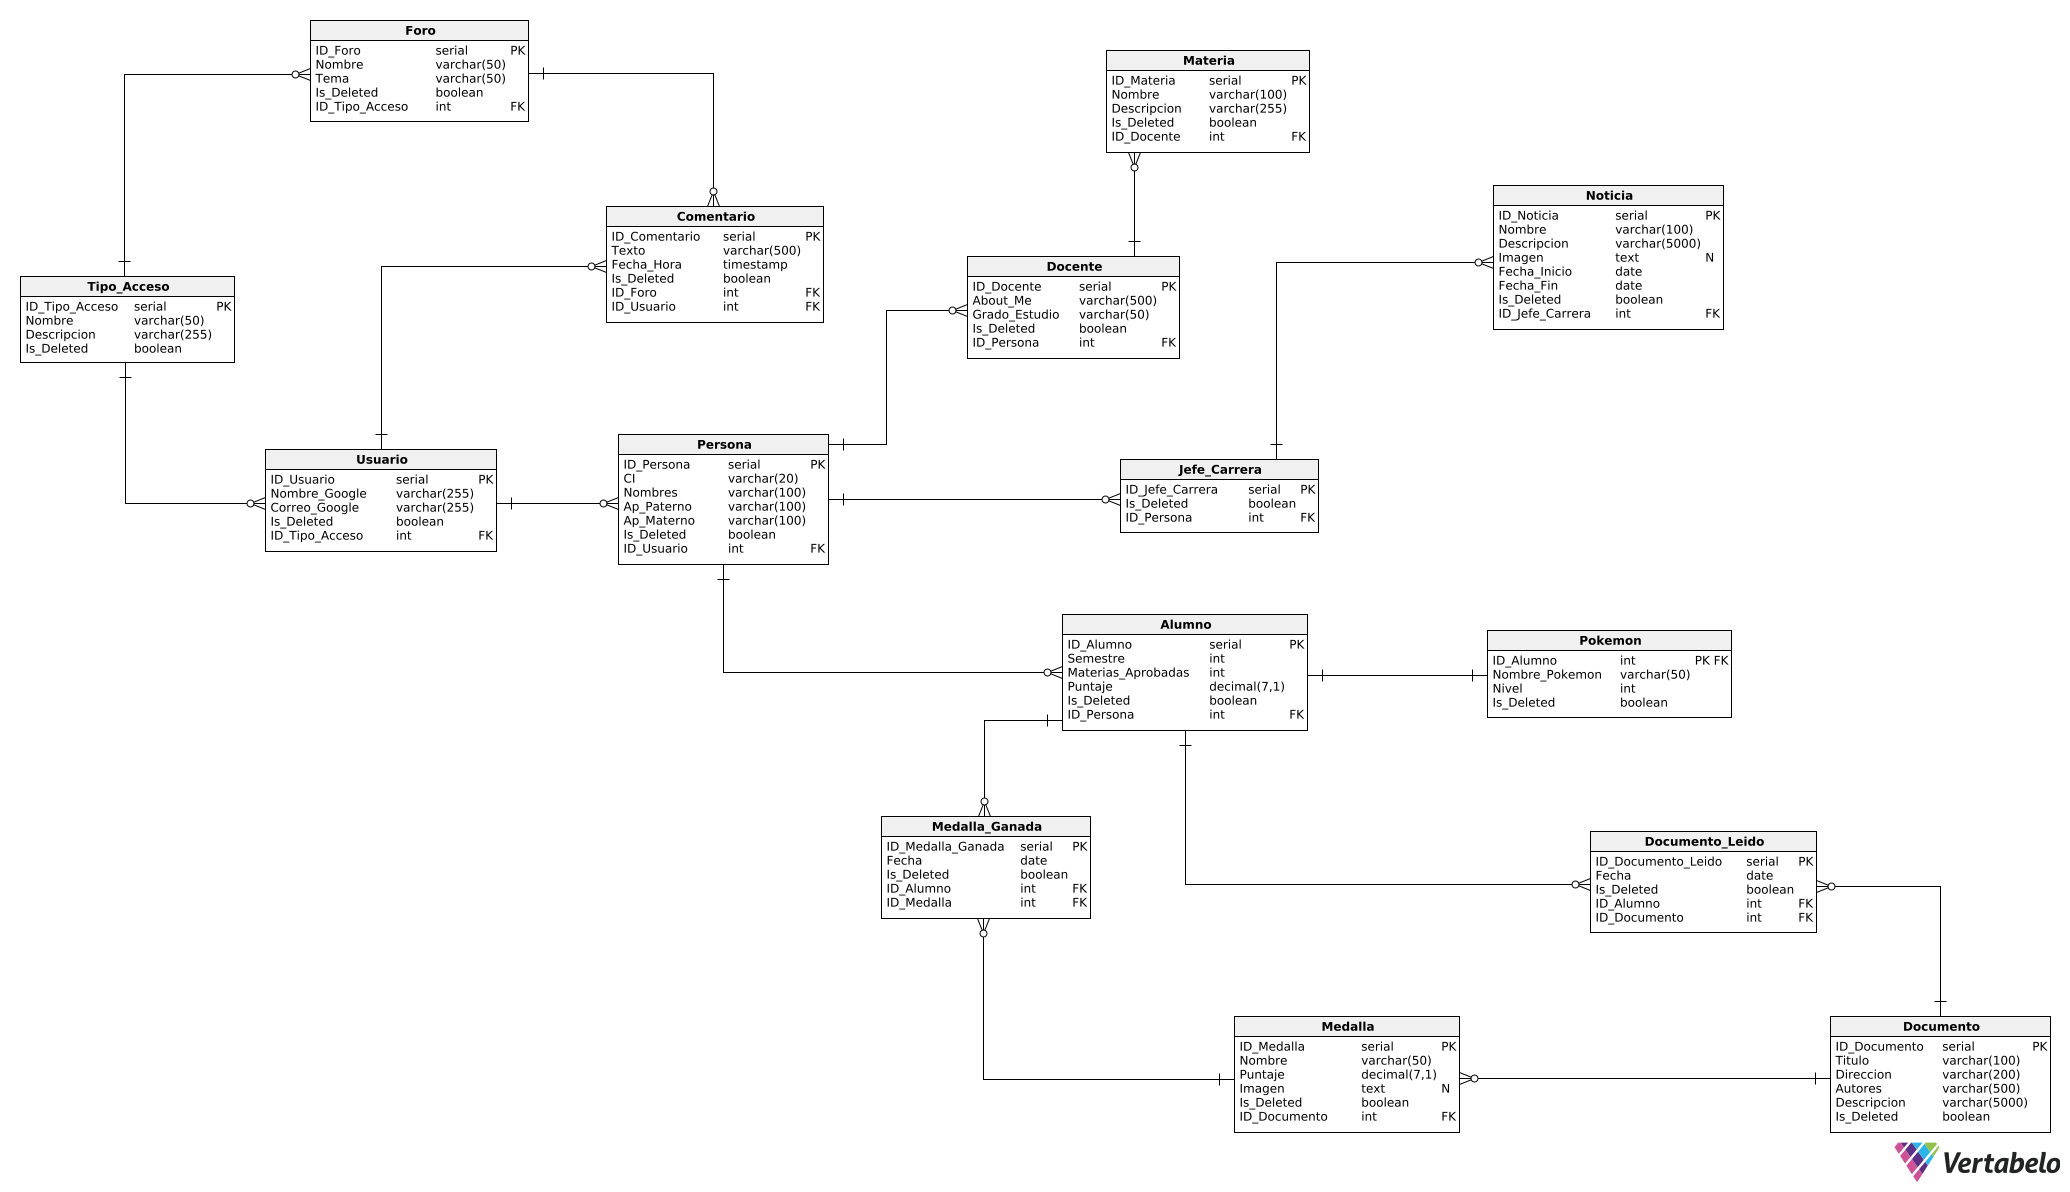 Foro
ID_Foro serial PK
Nombre varchar(50)
Tema varchar(50)
Is_Deleted boolean
ID_Tipo_Acceso int FK
Materia
ID_Materia serial PK
Nombre varchar(100)
Descripcion varchar(255)
Is_Deleted boolean
ID_Docente int FK
Noticia
ID_Noticia serial PK
Nombre varchar(100)
Descripcion varchar(5000)
Imagen text N
Fecha_Inicio date
Fecha_Fin date
Is_Deleted boolean
ID_Jefe_Carrera int FK
Comentario
ID_Comentario serial PK
Texto varchar(500)
Fecha_Hora timestamp
Is_Deleted boolean
ID_Foro int FK
ID_Usuario int FK
Docente
ID_Docente serial PK
About_Me varchar(500)
Grado_Estudio varchar(50)
Is_Deleted boolean
ID_Persona int FK
Tipo_Acceso
ID_Tipo_Acceso serial PK
Nombre varchar(50)
Descripcion varchar(255)
Is_Deleted boolean
Usuario
ID_Usuario serial PK
Nombre_Google varchar(255)
Correo_Google varchar(255)
Is_Deleted boolean
ID_Tipo_Acceso int FK
Persona
ID_Persona serial PK
CI varchar(20)
Nombres varchar(100)
Ap_Paterno varchar(100)
Ap_Materno varchar(100)
Is_Deleted boolean
ID_Usuario int FK
Jefe_Carrera
ID_Jefe_Carrera serial PK
Is_Deleted boolean
ID_Persona int FK
Alumno
ID_Alumno serial PK
Semestre int
Materias_Aprobadas int
Puntaje decimal(7,1)
Is_Deleted boolean
ID_Persona int FK
Pokemon
ID_Alumno int PK FK
Nombre_Pokemon varchar(50)
Nivel int
Is_Deleted boolean
Medalla_Ganada
ID_Medalla_Ganada serial PK
Fecha date
Is_Deleted boolean
ID_Alumno int FK
ID_Medalla int FK
Documento_Leido
ID_Documento_Leido serial PK
Fecha date
Is_Deleted boolean
ID_Alumno int FK
ID_Documento int FK
Medalla
ID_Medalla serial PK
Nombre varchar(50)
Puntaje decimal(7,1)
Imagen text N
Is_Deleted boolean
ID_Documento int FK
Documento
ID_Documento serial PK
Titulo varchar(100)
Direccion varchar(200)
Autores varchar(500)
Descripcion varchar(5000)
Is_Deleted boolean
Vertabelo